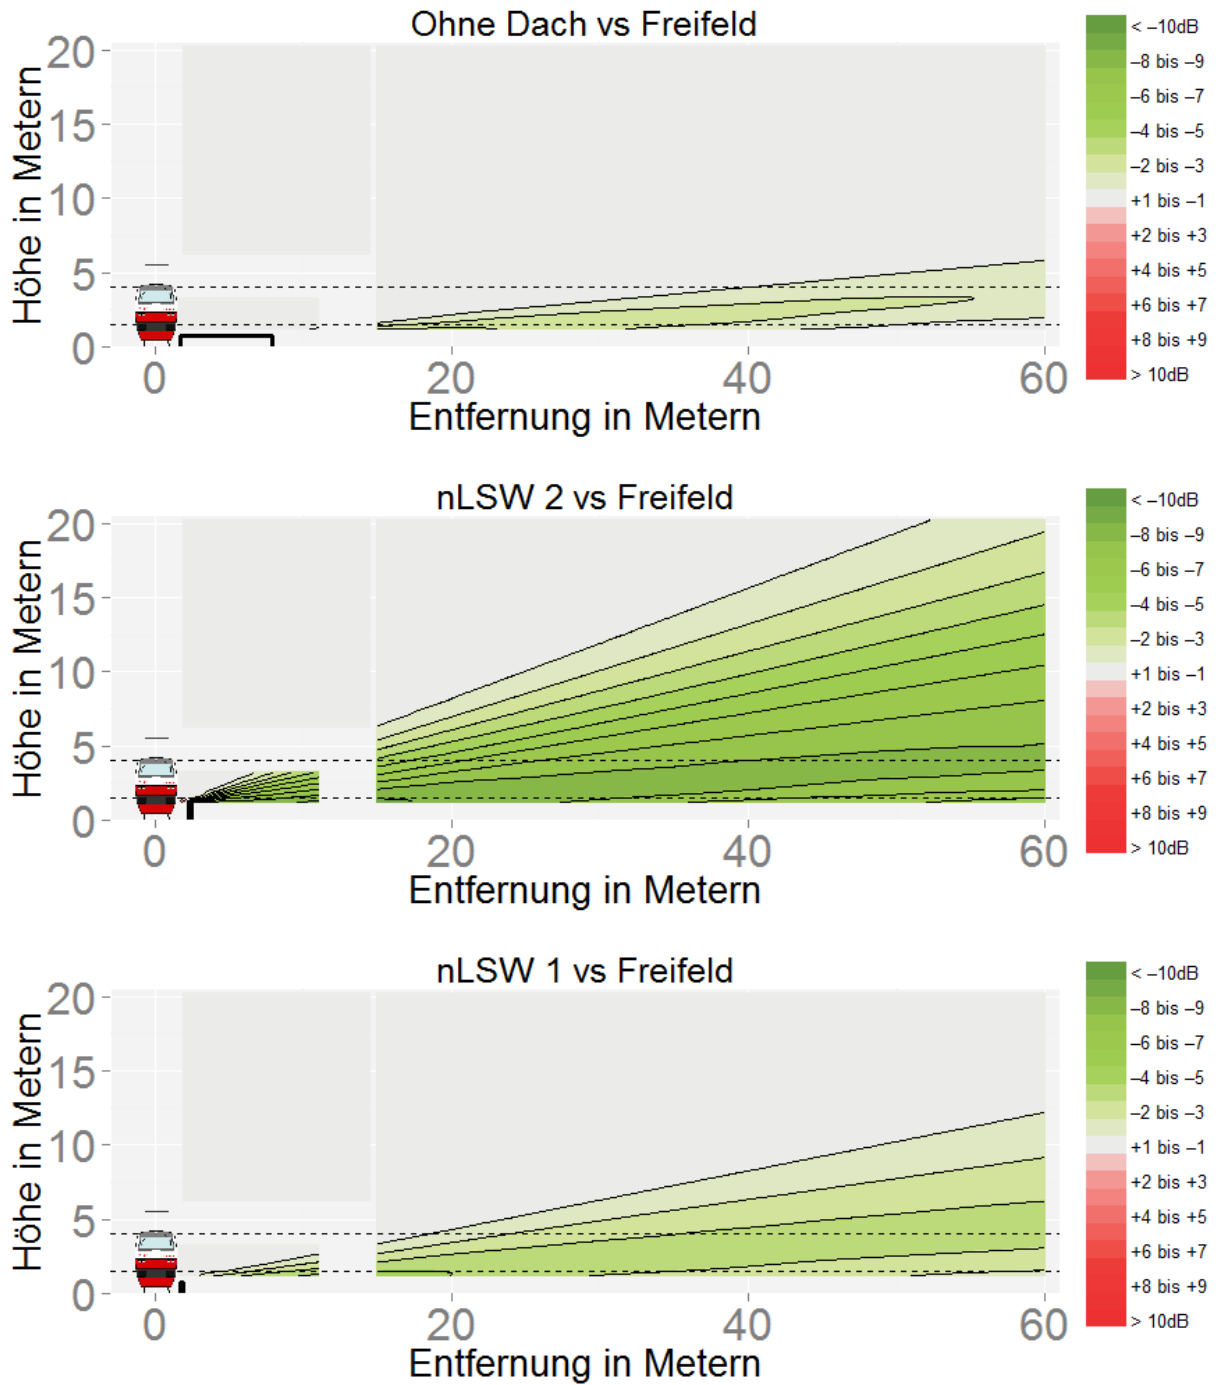 Ohne Dach vs Freifeld
Höhe in Metern
20
15
10
5
0
0 20 40 60
Entfernung in Metern
< –10dB
–8 bis –9
–6 bis –7
–4 bis –5
–2 bis –3
+1 bis –1
+2 bis +3
+4 bis +5
+6 bis +7
+8 bis +9
> 10dB
nLSW 2 vs Freifeld
Höhe in Metern
20
15
10
5
0
0 20 40 60
Entfernung in Metern
< –10dB
–8 bis –9
–6 bis –7
–4 bis –5
–2 bis –3
+1 bis –1
+2 bis +3
+4 bis +5
+6 bis +7
+8 bis +9
> 10dB
nLSW 1 vs Freifeld
Höhe in Metern
20
15
10
5
0
0 20 40 60
Entfernung in Metern
< –10dB
–8 bis –9
–6 bis –7
–4 bis –5
–2 bis –3
+1 bis –1
+2 bis +3
+4 bis +5
+6 bis +7
+8 bis +9
> 10dB